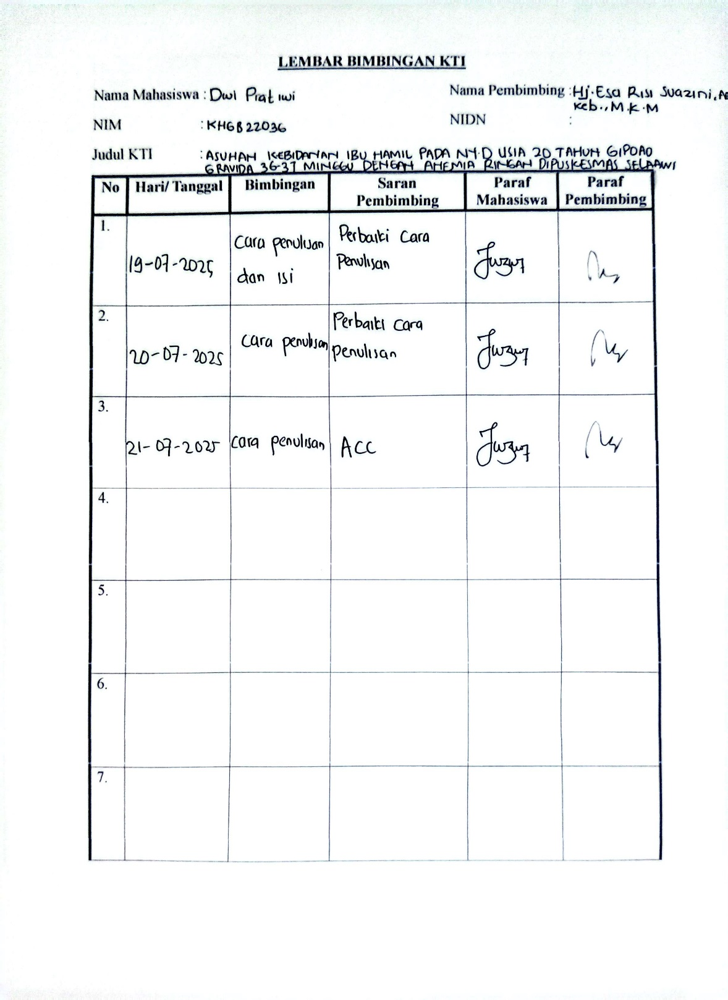 LEMBAR BIMBINGAN KTI
Nama Mahasiswa : Dwi Pratiwi
Nama Pembimbing : Hj. Esa Risi Suazini,
Keb., M.K.M
NIM : KHGB22036
NIDN :
Judul KTI : ASUHAN KEBIDANAN IBU HAMIL PADA NY.D USIA 20 TAHUN G1P0A0
GRAVIDA 36-37 MINGGU DENGAN ANEMIA RINGAN DIPUSKESMAS SELAAWI
No Hari/ Tanggal Bimbingan Saran Pembimbing Paraf Mahasiswa Paraf Pembimbing
1. 19-07-2025 Cara penulisan dan isi Perbaiki Cara Penulisan
2. 20-07-2025 cara penulisan Perbaiki Cara penulisan
3. 21-07-2025 cara penulisan ACC
4.
5.
6.
7.